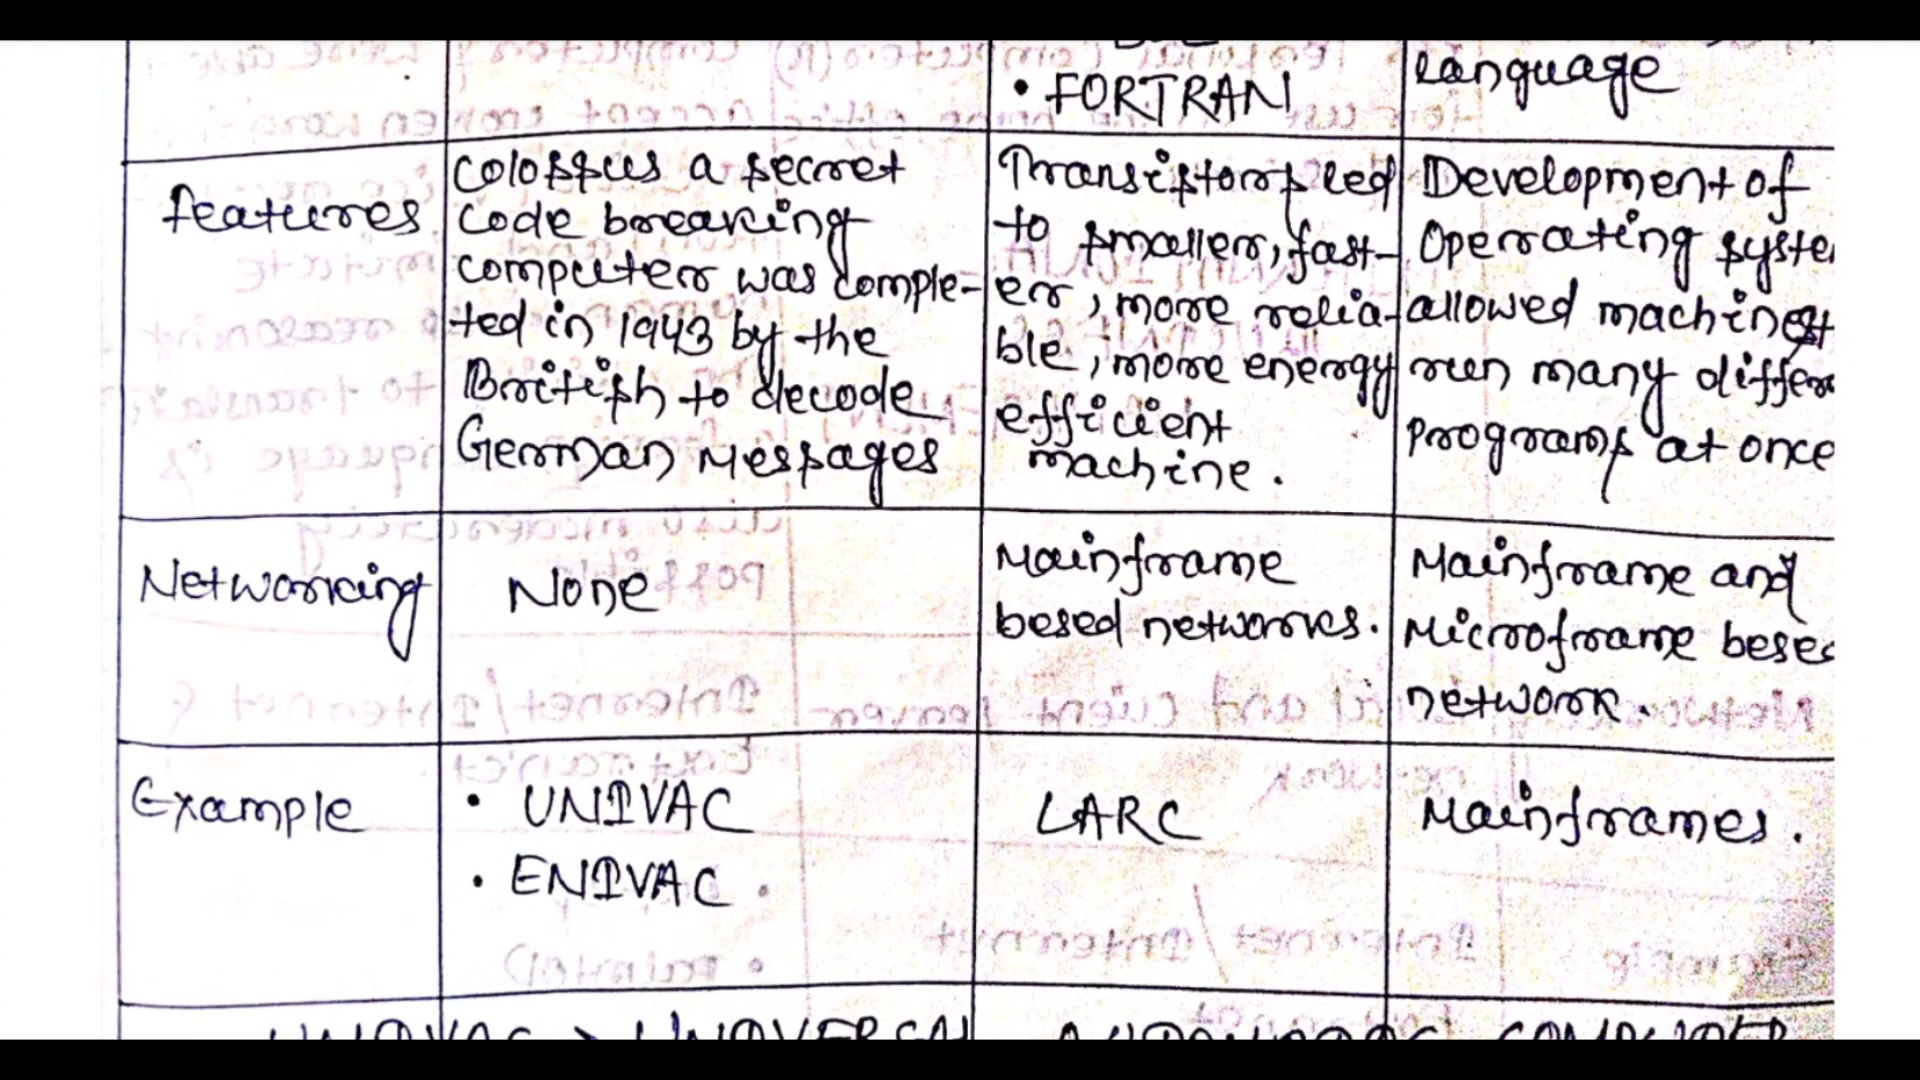 • FORTRAN
language
features
Colossus a secret
code breaking
computer was comple-
ted in 1943 by the
British to decode
German Messages
Transistors led
to smaller, fast-
er, more relia-
ble, more energy
efficient
machine.
Development of
Operating syste
allowed machines
run many differe
programs at once
Networking
None
Mainframe
besed networks.
Mainframe and
Microframe besed
network.
Example
• UNIVAC
• ENIVAC
LARC
Mainframes.